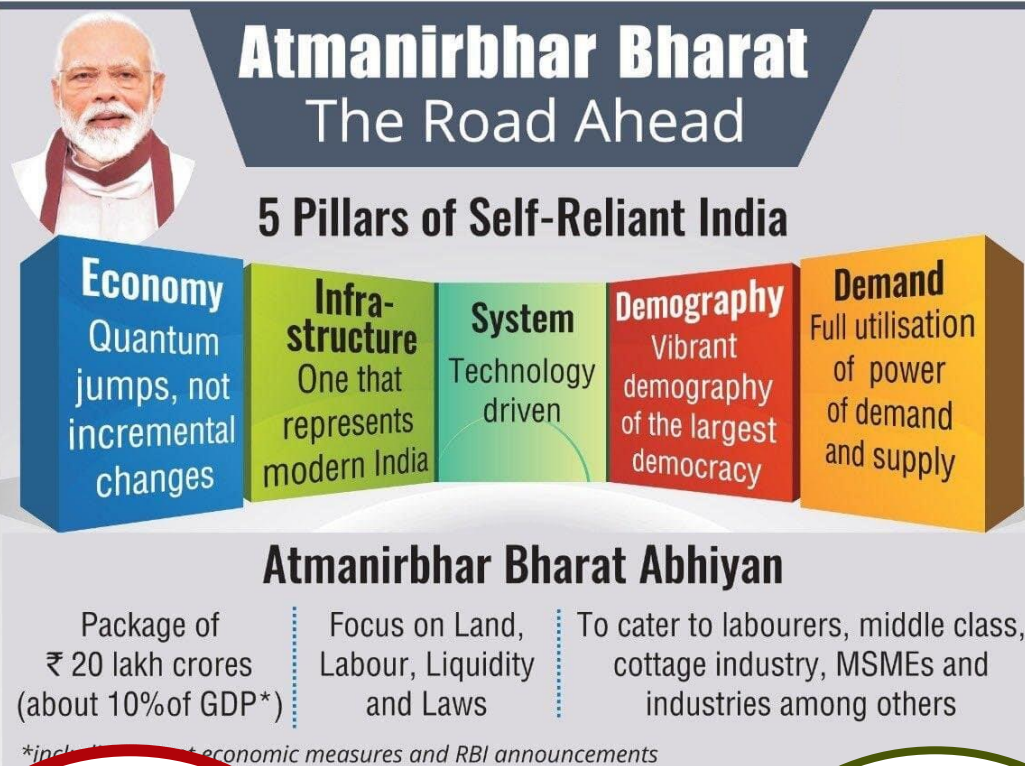 Atmanirbhar Bharat
The Road Ahead
5 Pillars of Self-Reliant India
Economy
Quantum
jumps, not
incremental
changes
Infra-
structure
One that
represents
modern India
System
Technology
driven
Demography
Vibrant
demography
of the largest
democracy
Demand
Full utilisation
of power
of demand
and supply
Atmanirbhar Bharat Abhiyan
Package of
₹ 20 lakh crores
(about 10%of GDP*)
Focus on Land,
Labour, Liquidity
and Laws
To cater to labourers, middle class,
cottage industry, MSMEs and
industries among others
economic measures and RBI announcements